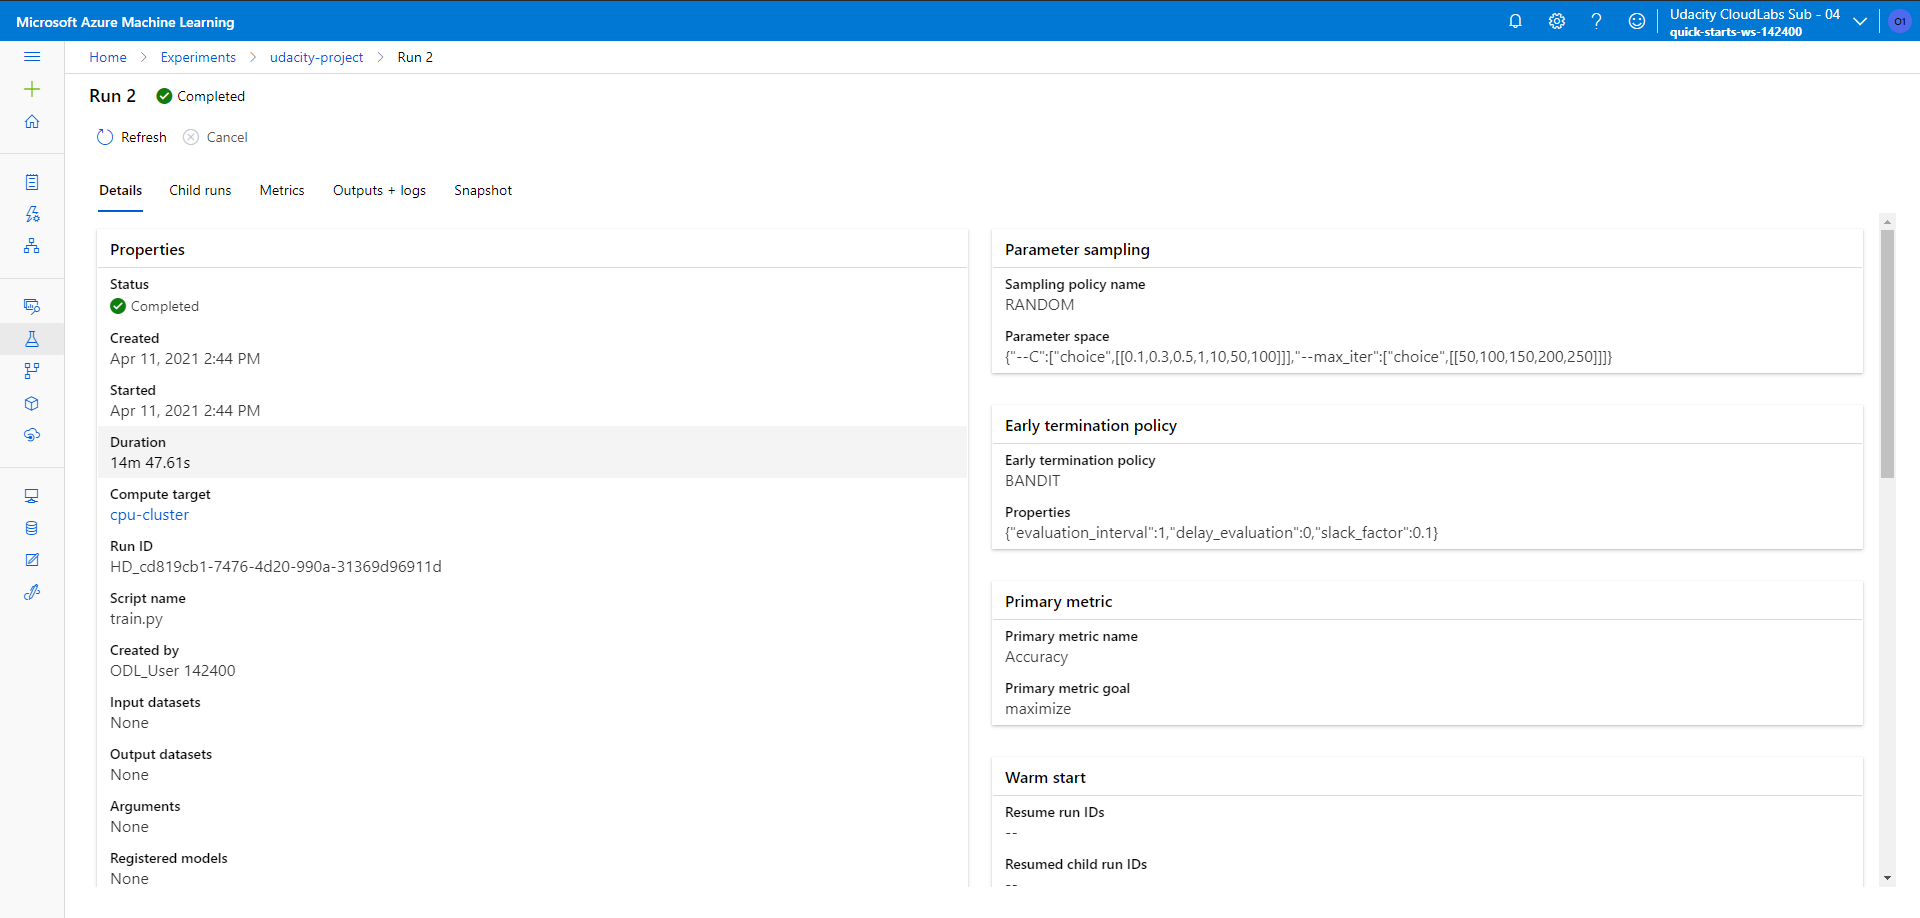 Microsoft Azure Machine Learning
Udacity CloudLabs Sub - 04
quick-starts-ws-142400
O1
Home > Experiments > udacity-project > Run 2
Run 2 Completed
Refresh Cancel
Details Child runs Metrics Outputs + logs Snapshot
Properties
Status
Completed
Created
Apr 11, 2021 2:44 PM
Started
Apr 11, 2021 2:44 PM
Duration
14m 47.61s
Compute target
cpu-cluster
Run ID
HD_cd819cb1-7476-4d20-990a-31369d96911d
Script name
train.py
Created by
ODL_User 142400
Input datasets
None
Output datasets
None
Arguments
None
Registered models
None
Parameter sampling
Sampling policy name
RANDOM
Parameter space
{"--C":["choice",[[0.1,0.3,0.5,1,10,50,100]]],"--max_iter":["choice",[[50,100,150,200,250]]]}
Early termination policy
Early termination policy
BANDIT
Properties
{"evaluation_interval":1,"delay_evaluation":0,"slack_factor":0.1}
Primary metric
Primary metric name
Accuracy
Primary metric goal
maximize
Warm start
Resume run IDs
--
Resumed child run IDs
--